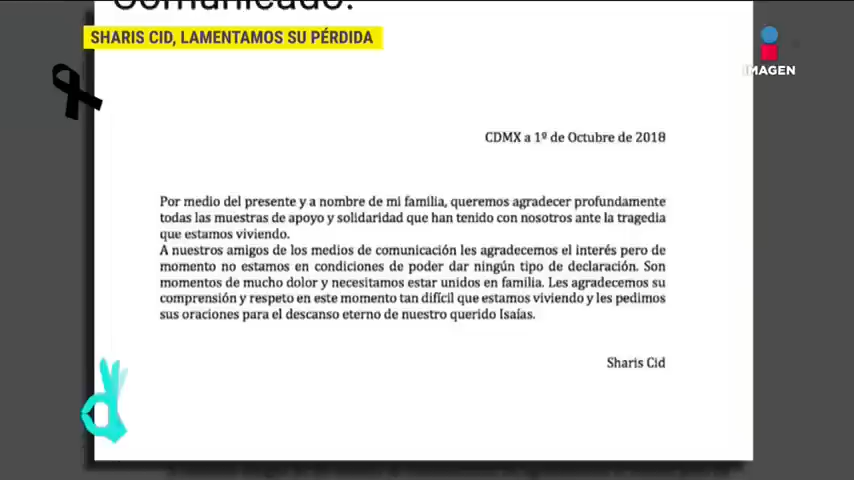 Comunicado:
SHARIS CID, LAMENTAMOS SU PÉRDIDA
IMAGEN
CDMX a 1º de Octubre de 2018
Por medio del presente y a nombre de mi familia, queremos agradecer profundamente
todas las muestras de apoyo y solidaridad que han tenido con nosotros ante la tragedia
que estamos viviendo.
A nuestros amigos de los medios de comunicación les agradecemos el interés pero de
momento no estamos en condiciones de poder dar ningún tipo de declaración. Son
momentos de mucho dolor y necesitamos estar unidos en familia. Les agradecemos su
comprensión y respeto en este momento tan difícil que estamos viviendo y les pedimos
sus oraciones para el descanso eterno de nuestro querido Isaías.
Sharis Cid